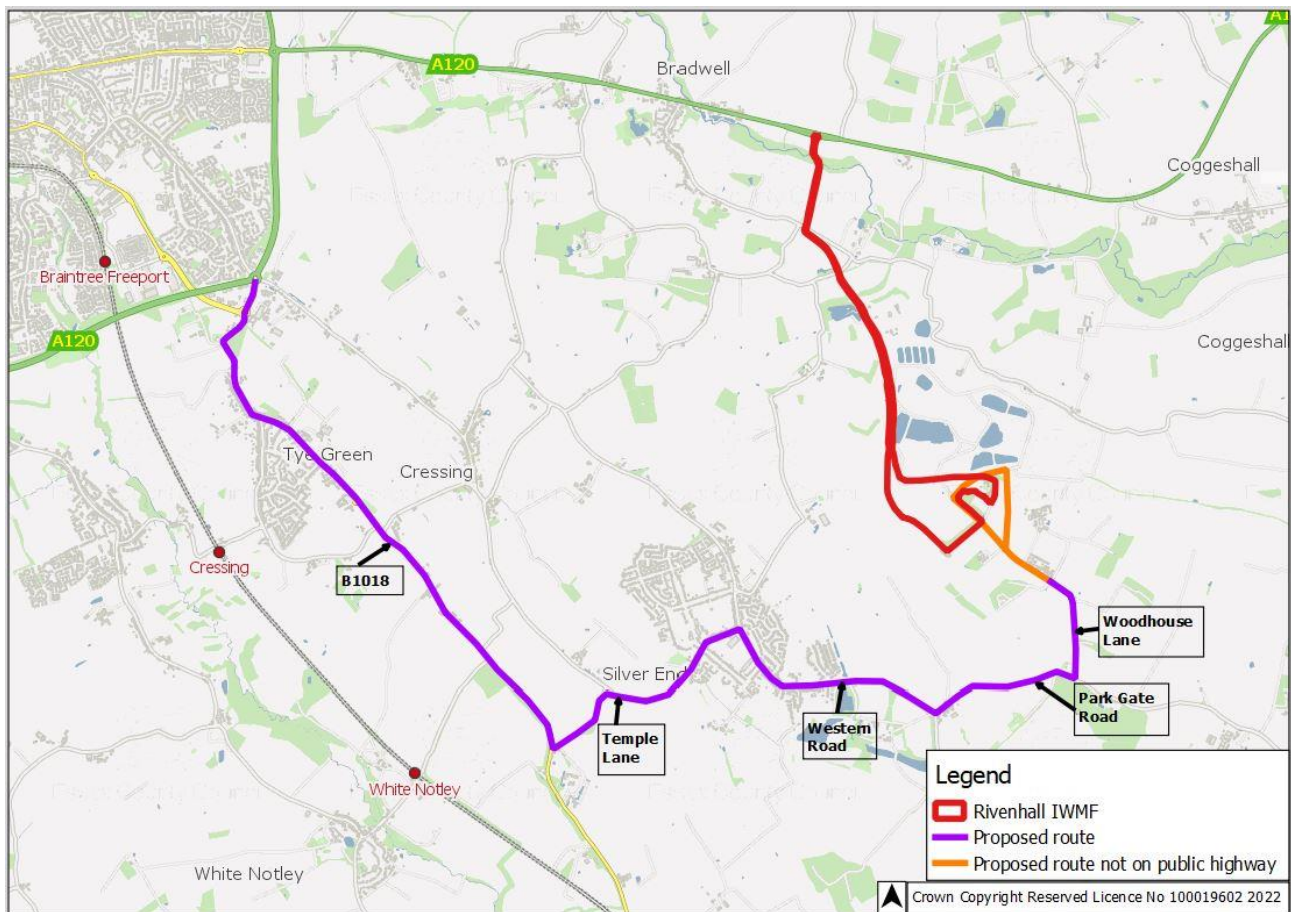 A120
Bradwell
A1
Coggeshall
Braintree Freeport
A120
Coggeshall
Tye Green
Cressing
Cressing
B1018
Woodhouse
Lane
Silver End
Park Gate
Road
Temple
Lane
Western
Road
White Notley
White Notley
Legend
Rivenhall IWMF
Proposed route
Proposed route not on public highway
Crown Copyright Reserved Licence No 100019602 2022